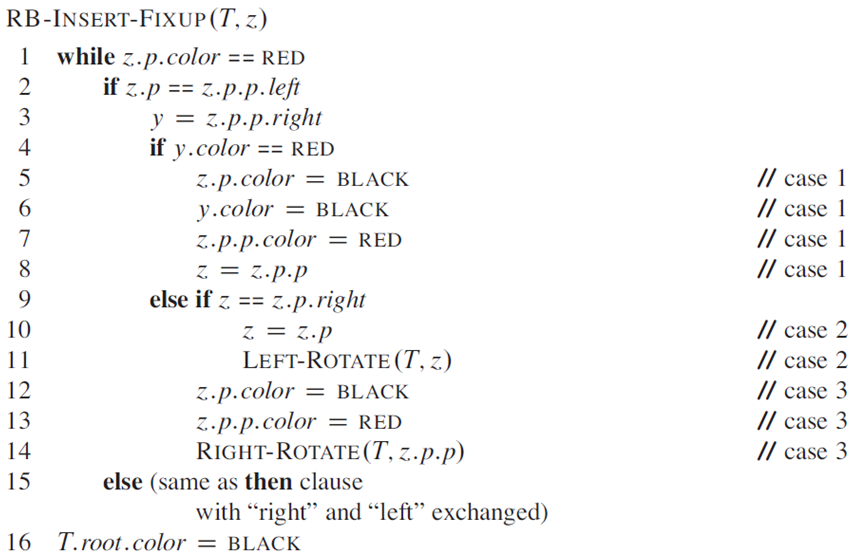 RB-INSERT-FIXUP(T, z)
1 while z.p.color == RED
2 if z.p == z.p.p.left
3 y = z.p.p.right
4 if y.color == RED
5 z.p.color = BLACK // case 1
6 y.color = BLACK // case 1
7 z.p.p.color = RED // case 1
8 z = z.p.p // case 1
9 else if z == z.p.right
10 z = z.p // case 2
11 LEFT-ROTATE(T, z) // case 2
12 z.p.color = BLACK // case 3
13 z.p.p.color = RED // case 3
14 RIGHT-ROTATE(T, z.p.p) // case 3
15 else (same as then clause
with “right” and “left” exchanged)
16 T.root.color = BLACK